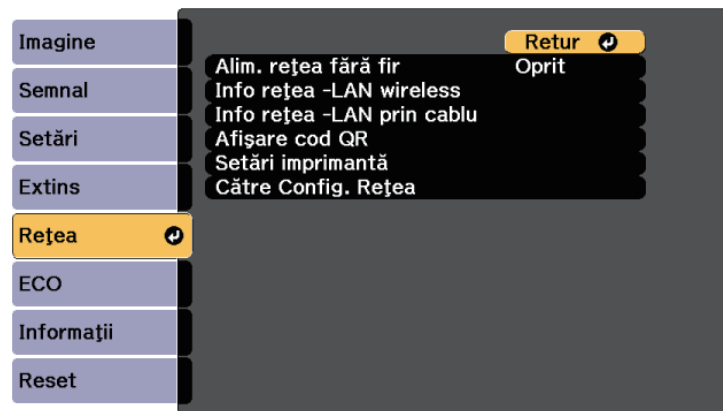 Imagine
Semnal
Setări
Extins
Reţea
ECO
Informaţii
Reset
Retur
Alim. reţea fără fir Oprit
Info reţea -LAN wireless
Info reţea -LAN prin cablu
Afişare cod QR
Setări imprimantă
Către Config. Reţea